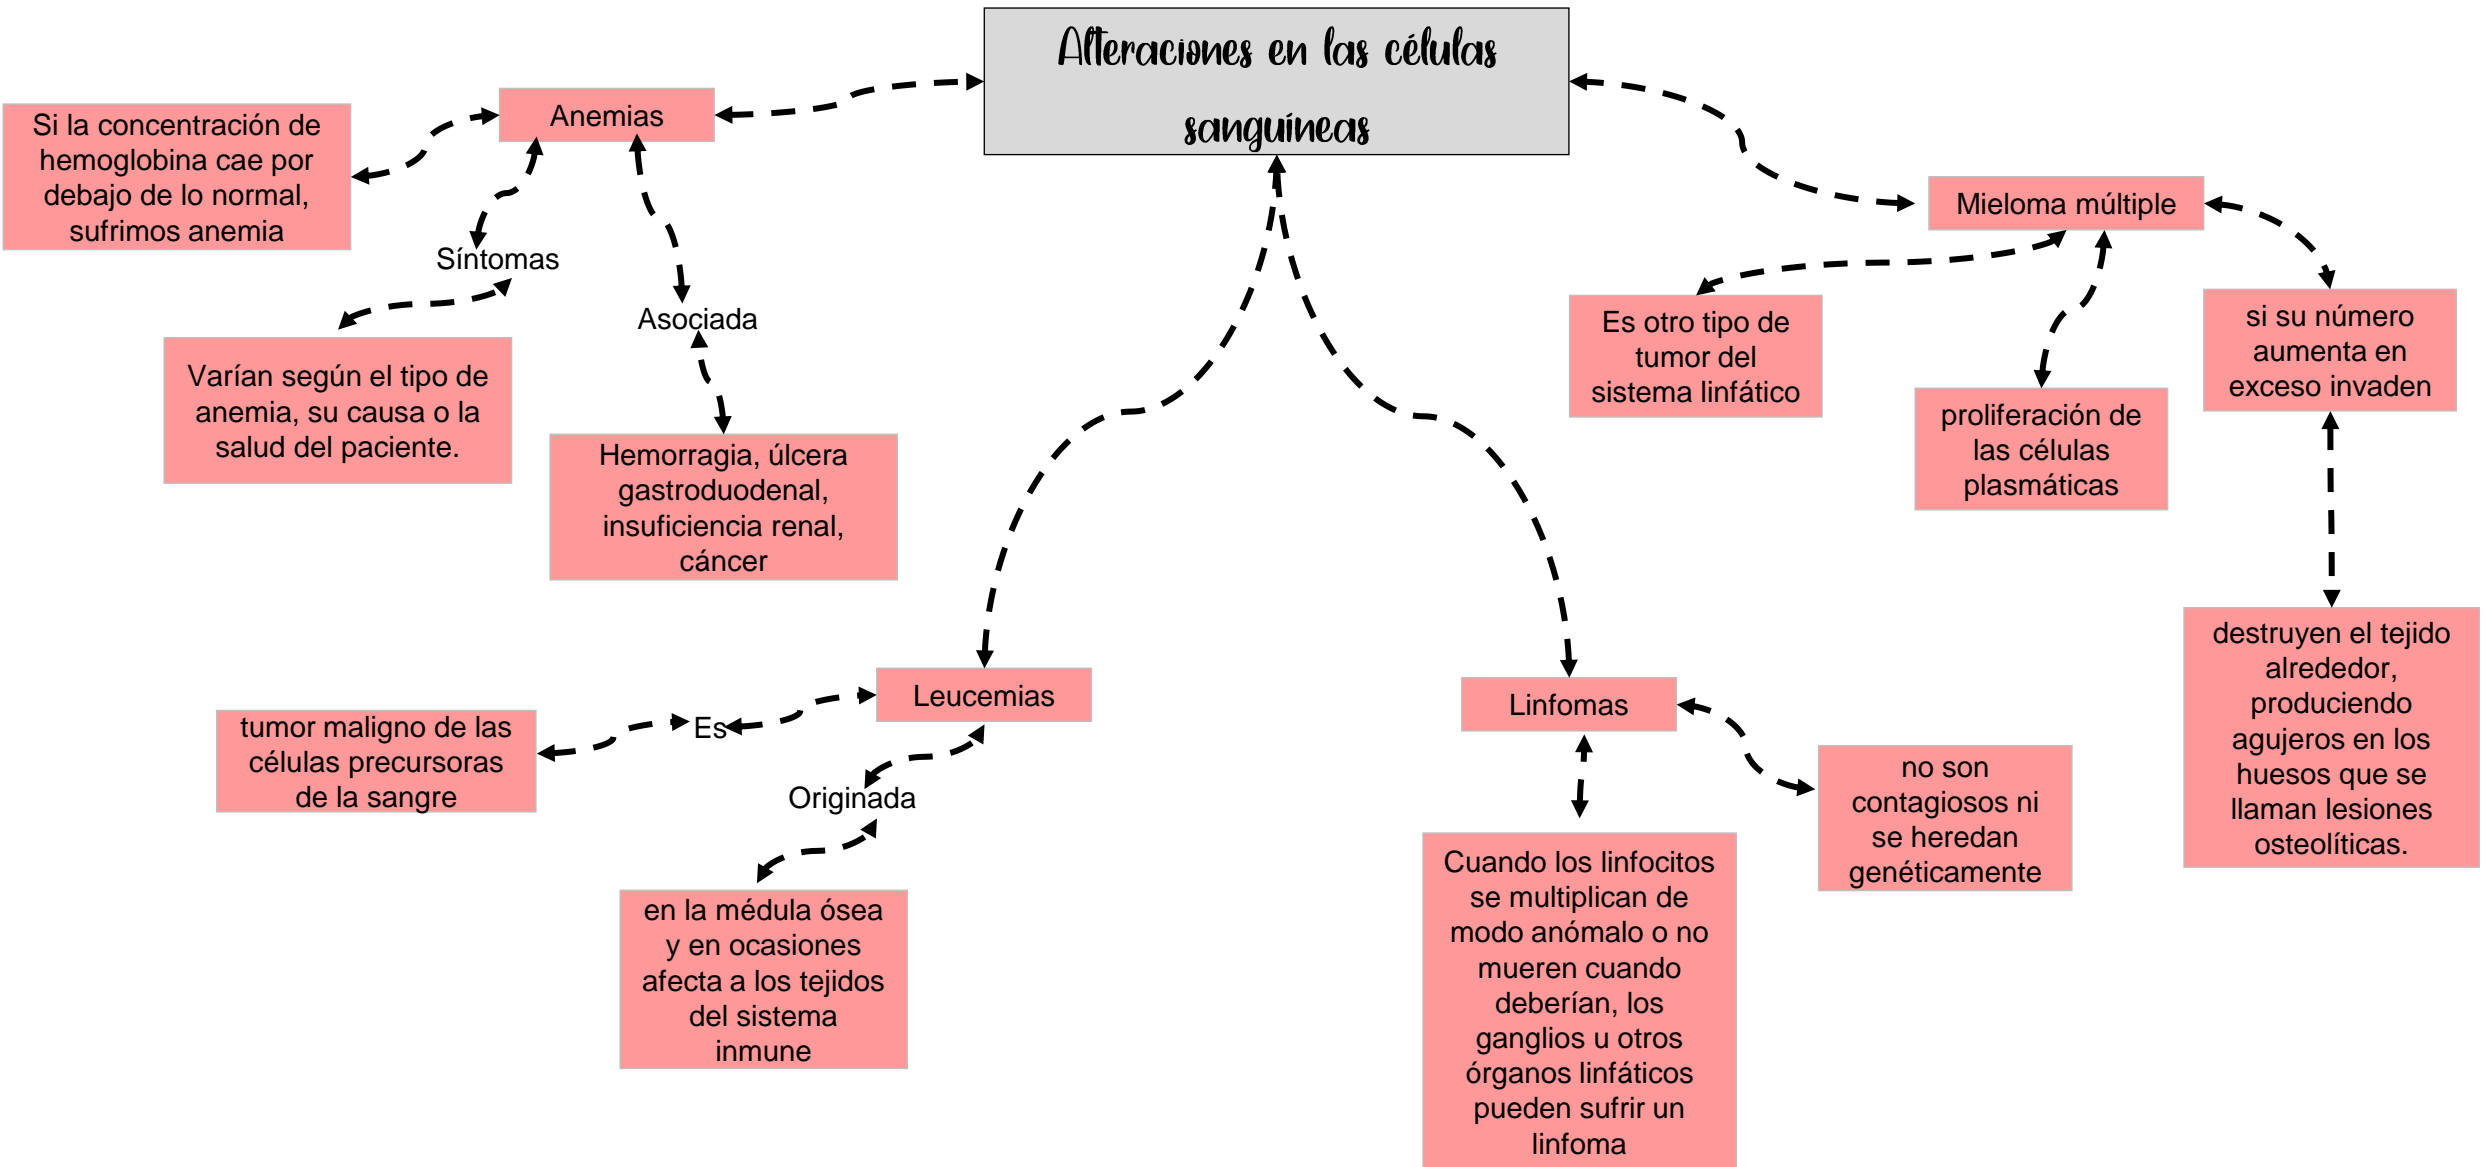 Alteraciones en las células
sanguíneas
Anemias
Si la concentración de
hemoglobina cae por
debajo de lo normal,
sufrimos anemia
Síntomas
Varían según el tipo de
anemia, su causa o la
salud del paciente.
Asociada
Hemorragia, úlcera
gastroduodenal,
insuficiencia renal,
cáncer
Leucemias
Es
tumor maligno de las
células precursoras
de la sangre
Originada
en la médula ósea
y en ocasiones
afecta a los tejidos
del sistema
inmune
Linfomas
Cuando los linfocitos
se multiplican de
modo anómalo o no
mueren cuando
deberían, los
ganglios u otros
órganos linfáticos
pueden sufrir un
linfoma
no son
contagiosos ni
se heredan
genéticamente
Mieloma múltiple
Es otro tipo de
tumor del
sistema linfático
proliferación de
las células
plasmáticas
si su número
aumenta en
exceso invaden
destruyen el tejido
alrededor,
produciendo
agujeros en los
huesos que se
llaman lesiones
osteolíticas.